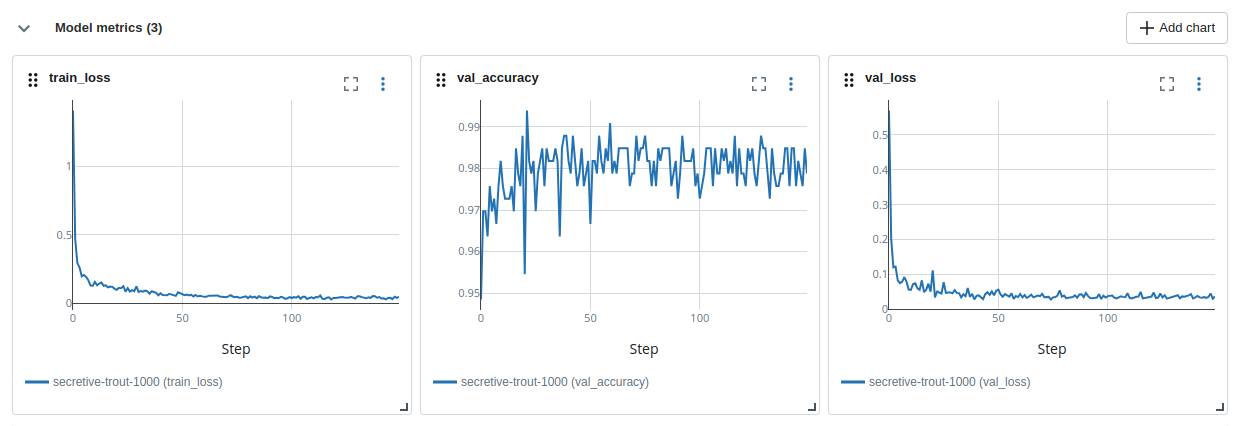 Model metrics (3)
Add chart
train_loss
1
0.5
0
0
50
100
Step
secretive-trout-1000 (train_loss)
val_accuracy
0.99
0.98
0.97
0.96
0.95
0
50
100
Step
secretive-trout-1000 (val_accuracy)
val_loss
0.5
0.4
0.3
0.2
0.1
0
0
50
100
Step
secretive-trout-1000 (val_loss)